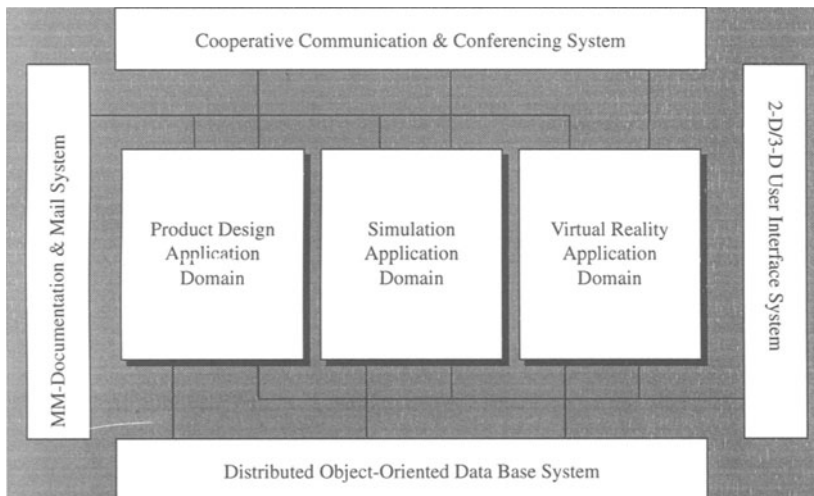 Cooperative Communication & Conferencing System
MM-Documentation & Mail System
Product Design
Application
Domain
Simulation
Application
Domain
Virtual Reality
Application
Domain
2-D/3-D User Interface System
Distributed Object-Oriented Data Base System